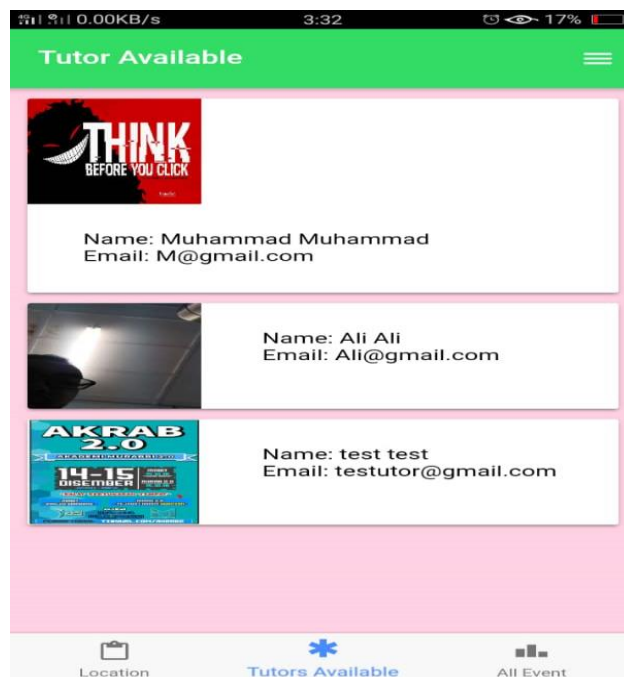 4G 0.00KB/s 3:32 17%
Tutor Available
THINK
BEFORE YOU CLICK
Name: Muhammad Muhammad
Email: M@gmail.com
Name: Ali Ali
Email: Ali@gmail.com
AKRAB
2.0
14-15
DISEMBER
Name: test test
Email: testutor@gmail.com
Location Tutors Available All Event